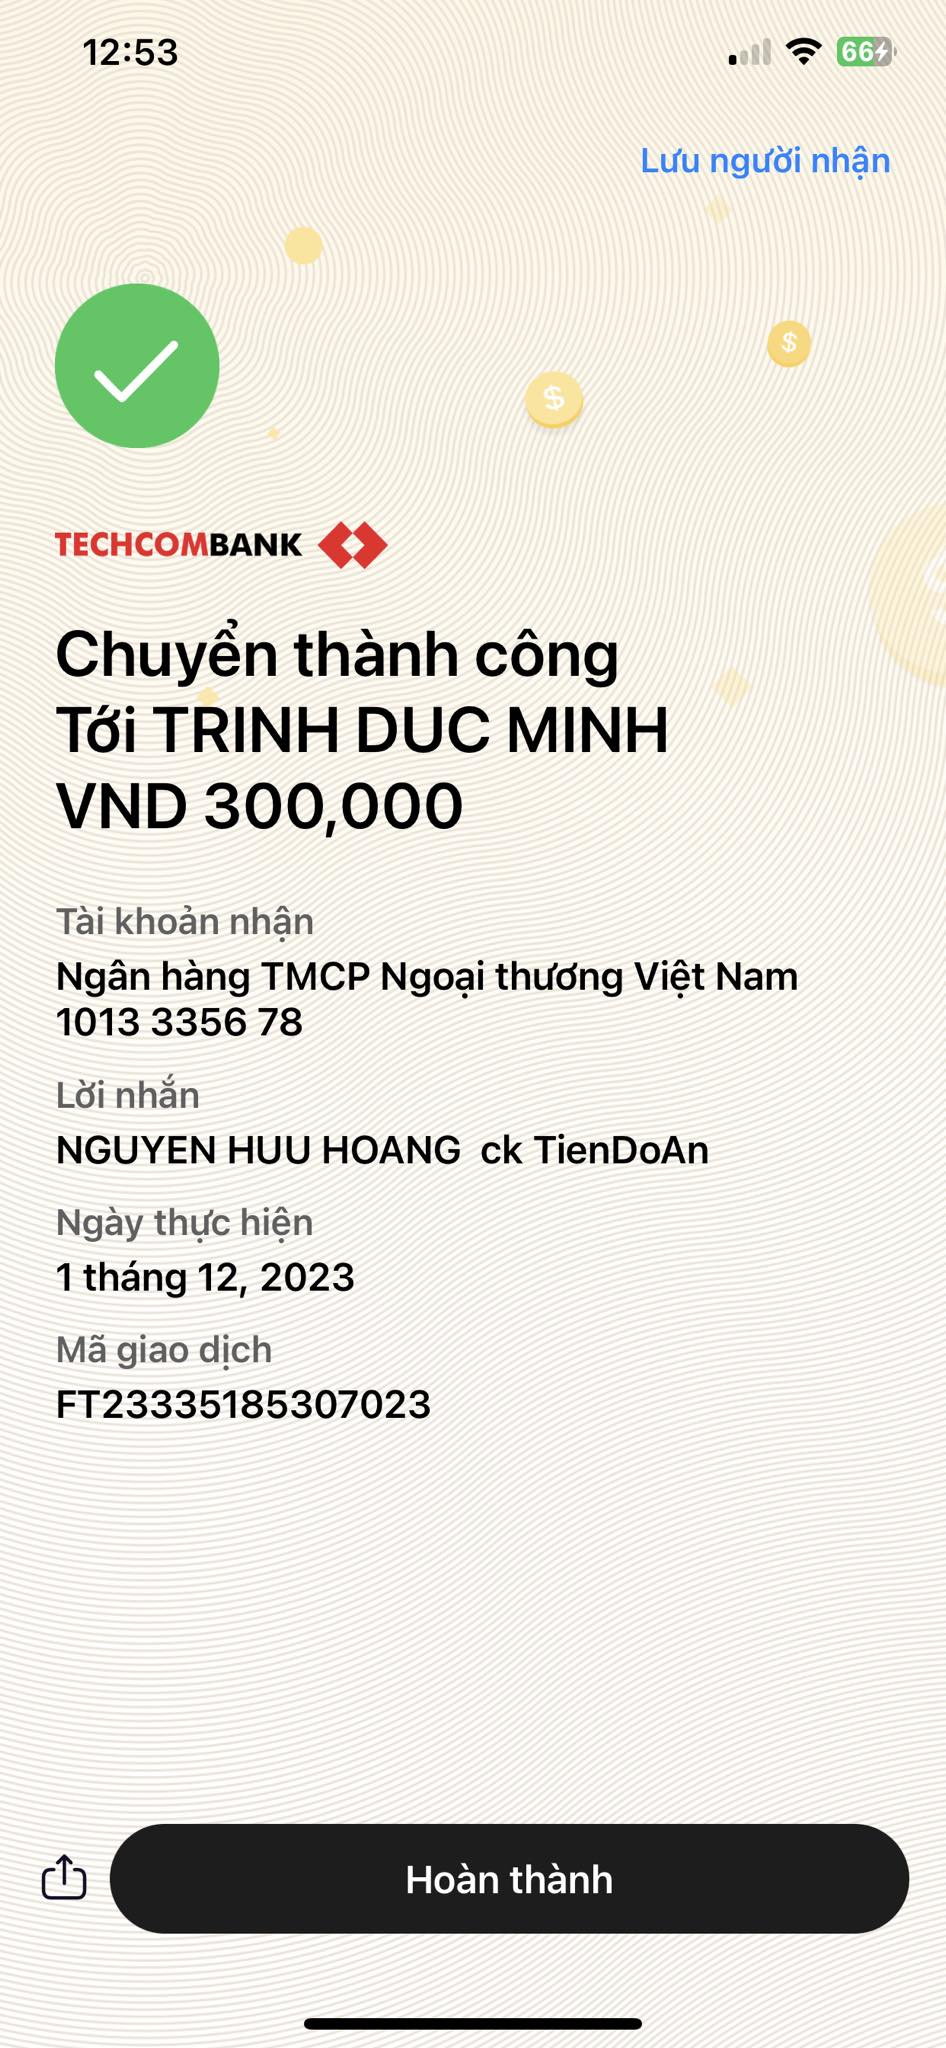 12:53
66
Lưu người nhận
$
$
TECHCOMBANK
Chuyển thành công
Tới TRINH DUC MINH
VND 300,000
Tài khoản nhận
Ngân hàng TMCP Ngoại thương Việt Nam
1013 3356 78
Lời nhắn
NGUYEN HUU HOANG  ck TienDoAn
Ngày thực hiện
1 tháng 12, 2023
Mã giao dịch
FT23335185307023
Hoàn thành